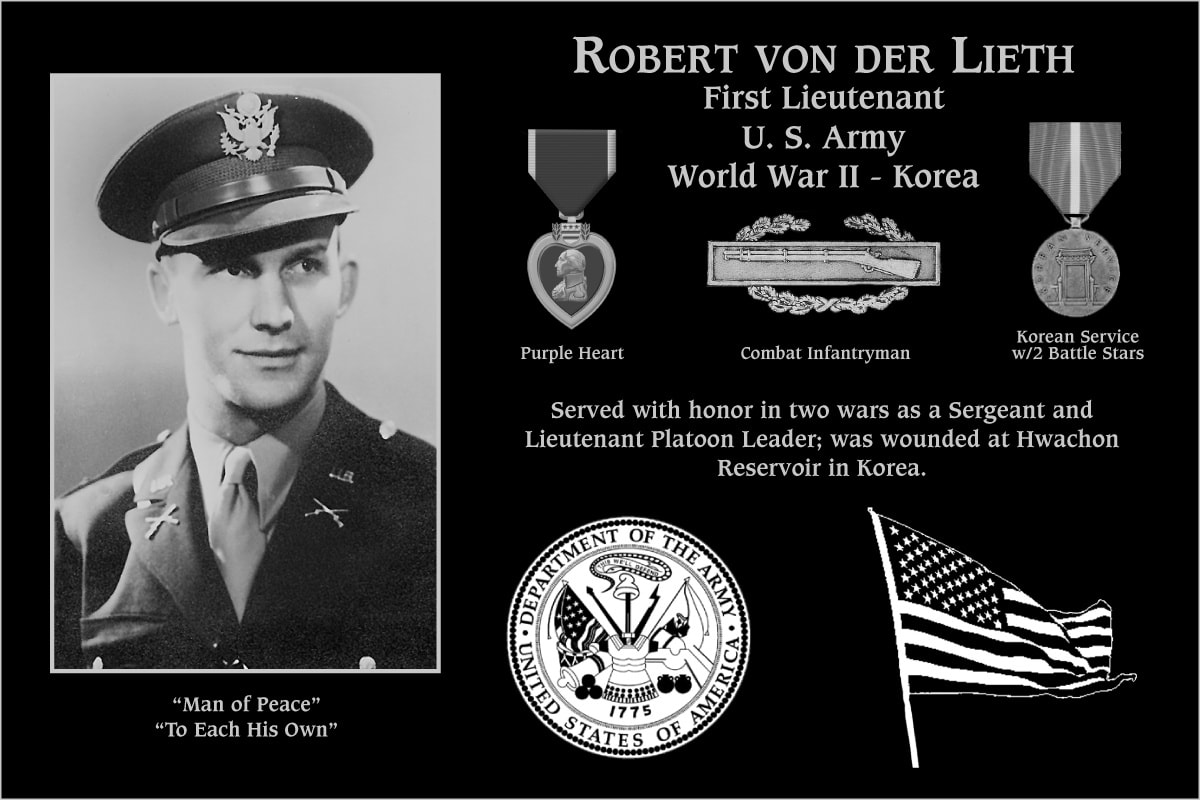 ROBERT VON DER LIETH
First Lieutenant
U. S. Army
World War II - Korea
KOREAN SERVICE
Purple Heart
Combat Infantryman
Korean Service
w/2 Battle Stars
Served with honor in two wars as a Sergeant and
Lieutenant Platoon Leader; was wounded at Hwachon
Reservoir in Korea.
DEPARTMENT OF THE ARMY
THIS WE'LL DEFEND
1775
UNITED STATES OF AMERICA
“Man of Peace”
“To Each His Own”